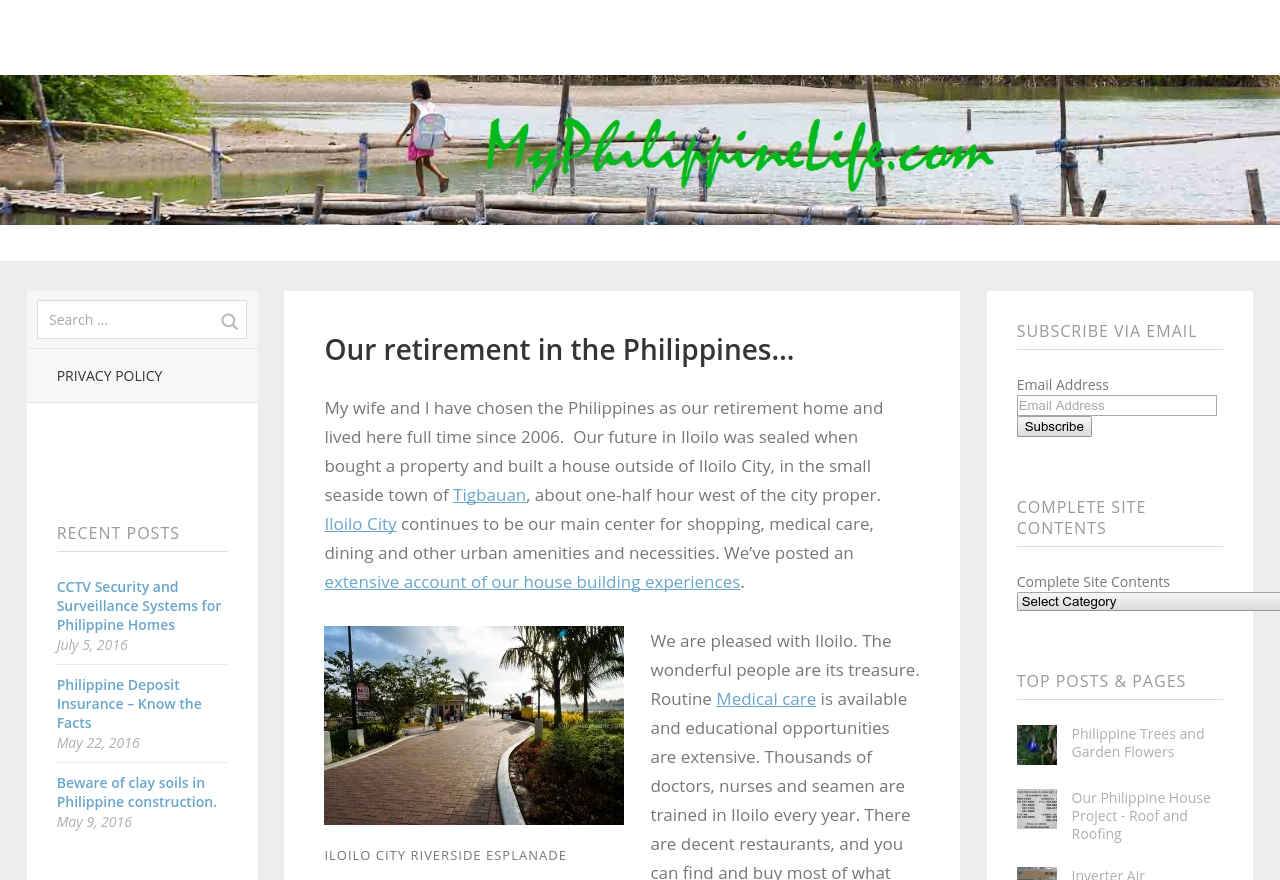 MyPhilippineLife.com
Search ...
PRIVACY POLICY
RECENT POSTS
CCTV Security and
Surveillance Systems for
Philippine Homes
July 5, 2016
Philippine Deposit
Insurance – Know the
Facts
May 22, 2016
Beware of clay soils in
Philippine construction.
May 9, 2016
Our retirement in the Philippines…
My wife and I have chosen the Philippines as our retirement home and
lived here full time since 2006.  Our future in Iloilo was sealed when
bought a property and built a house outside of Iloilo City, in the small
seaside town of Tigbauan, about one-half hour west of the city proper.
Iloilo City continues to be our main center for shopping, medical care,
dining and other urban amenities and necessities. We’ve posted an
extensive account of our house building experiences.
ILOILO CITY RIVERSIDE ESPLANADE
We are pleased with Iloilo. The
wonderful people are its treasure.
Routine Medical care is available
and educational opportunities
are extensive. Thousands of
doctors, nurses and seamen are
trained in Iloilo every year. There
are decent restaurants, and you
can find and buy most of what
SUBSCRIBE VIA EMAIL
Email Address
Email Address
Subscribe
COMPLETE SITE
CONTENTS
Complete Site Contents
Select Category
TOP POSTS & PAGES
Philippine Trees and
Garden Flowers
Our Philippine House
Project - Roof and
Roofing
Inverter Air